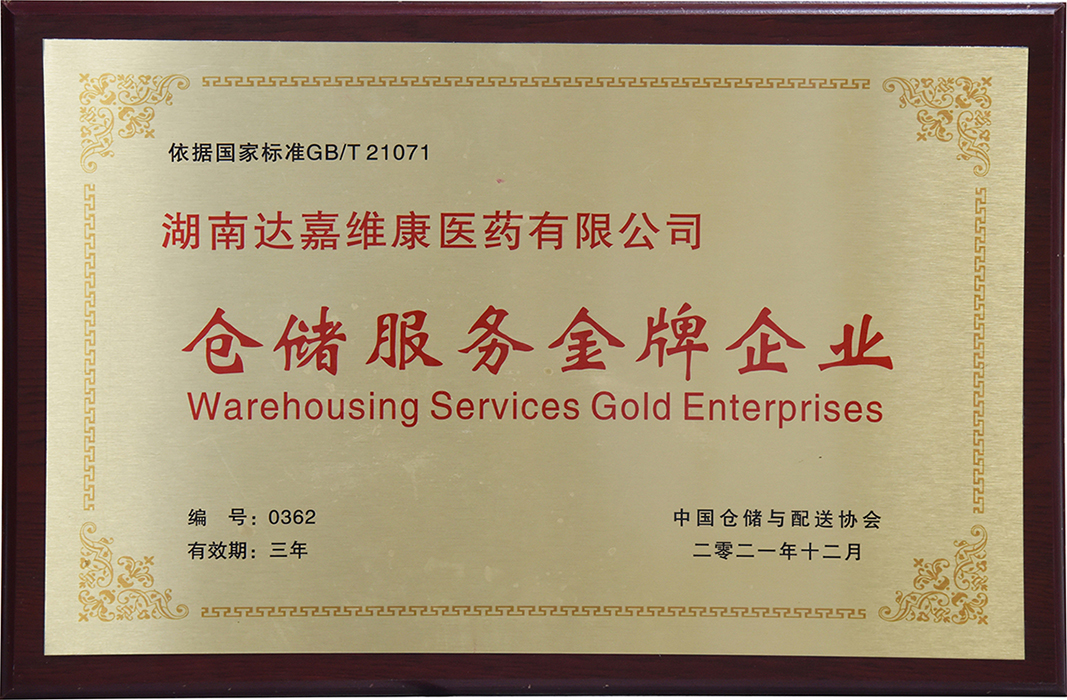 依据国家标准GB/T 21071
湖南达嘉维康医药有限公司
仓储服务金牌企业
Warehousing Services Gold Enterprises
编 号：0362
有效期：三年
中国仓储与配送协会
二零二一年十二月